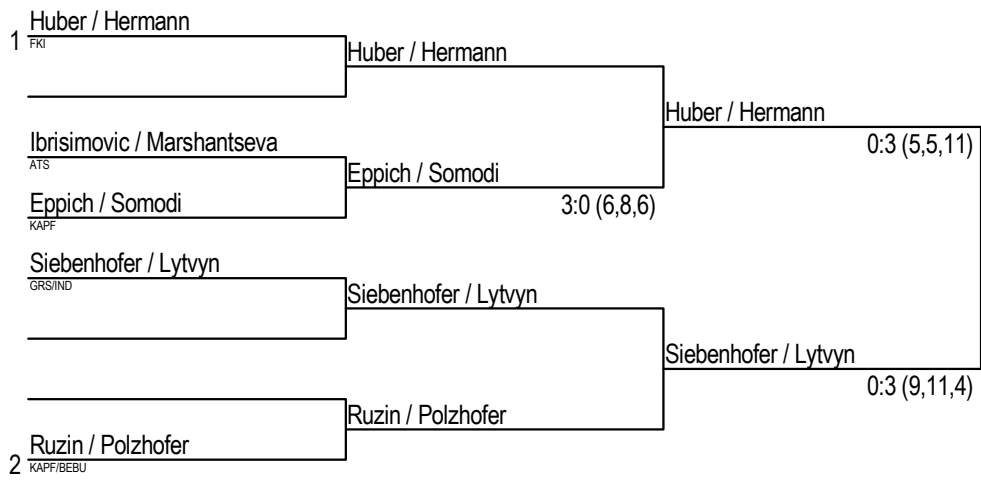 Huber / Hermann
1 FKI
Huber / Hermann
Huber / Hermann
0:3 (5,5,11)
Ibrisimovic / Marshantseva
ATS
Eppich / Somodi
3:0 (6,8,6)
Eppich / Somodi
KAPF
Siebenhofer / Lytvyn
GRS/IND
Siebenhofer / Lytvyn
Siebenhofer / Lytvyn
0:3 (9,11,4)
Ruzin / Polzhofer
Ruzin / Polzhofer
2 KAPF/BEBU